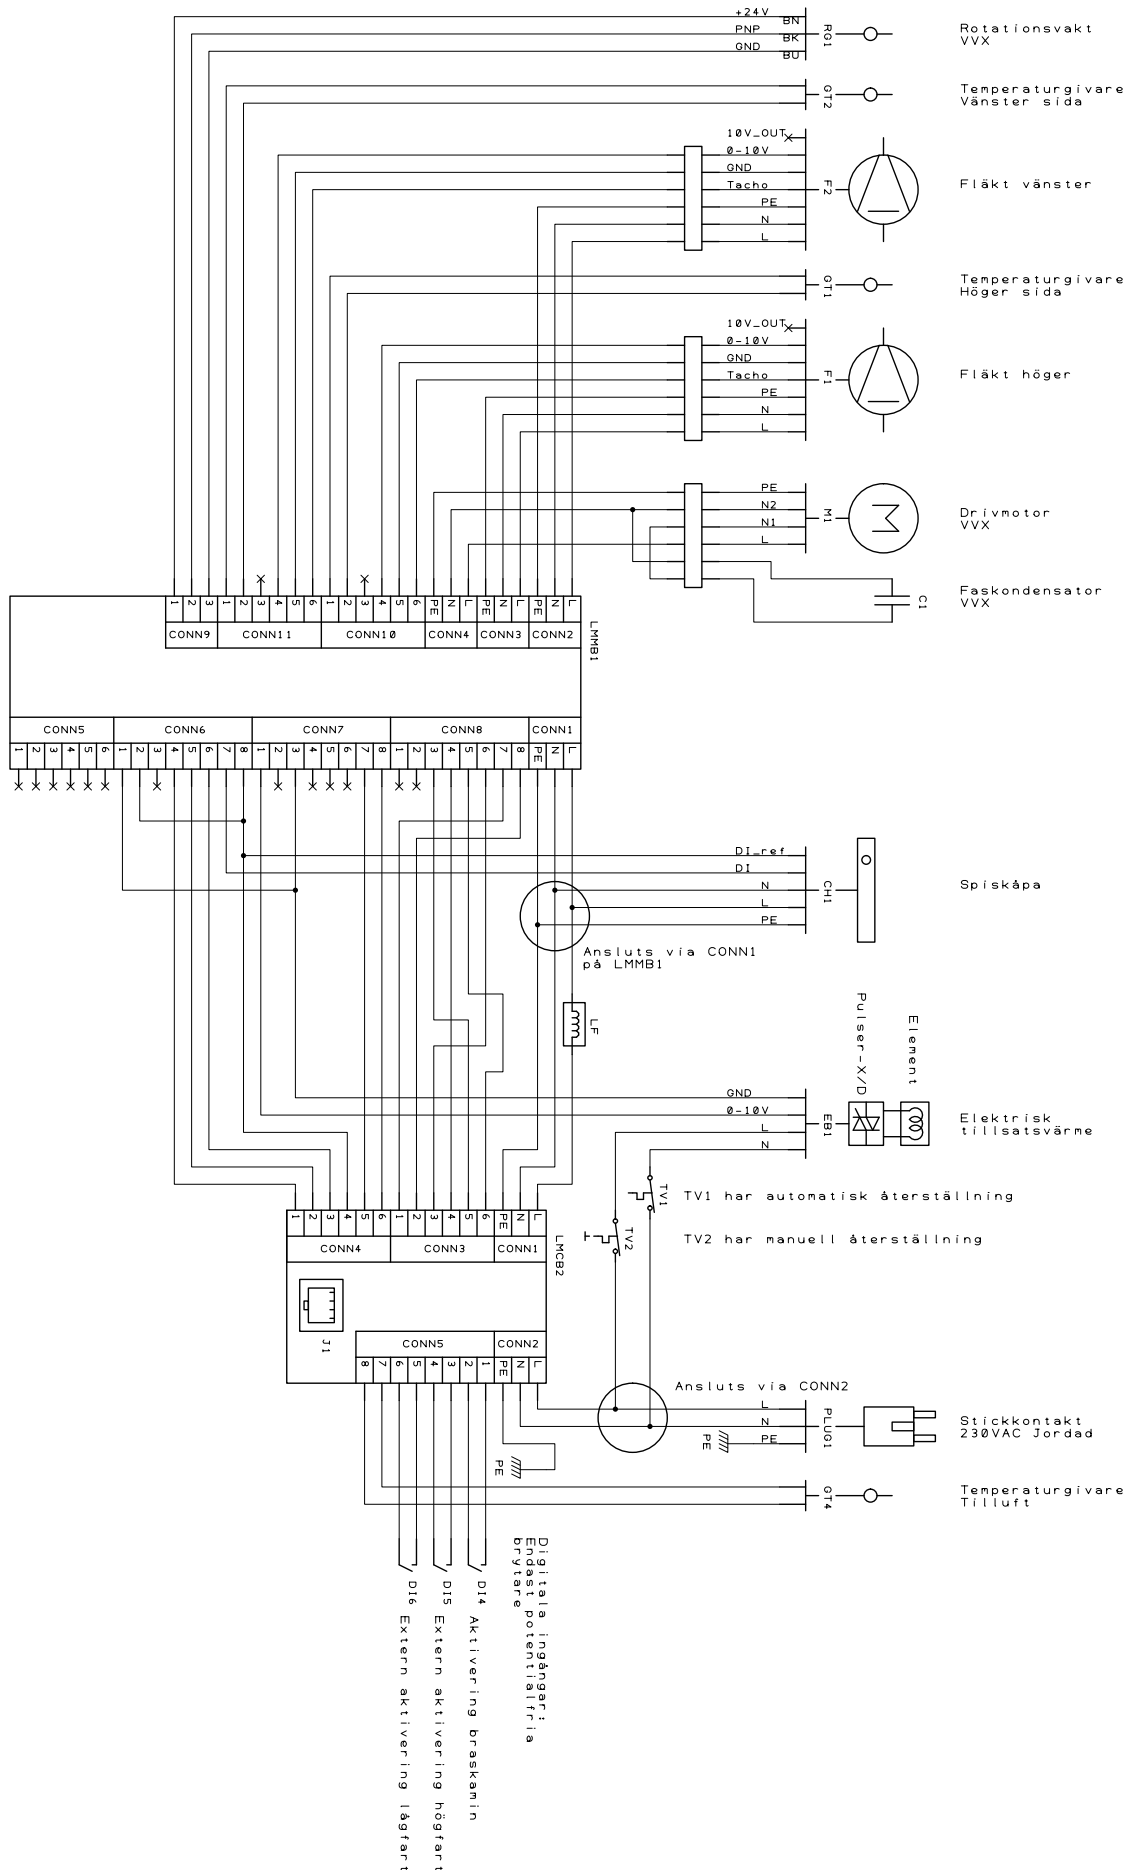 +24V
BN
PNP
BK
GND
BU
RG1
Rotationsvakt
VVX
GT2
Temperaturgivare
Vänster sida
10V_OUT
0-10V
GND
Tacho
PE
N
L
F2
Fläkt vänster
GT1
Temperaturgivare
Höger sida
10V_OUT
0-10V
GND
Tacho
PE
N
L
F1
Fläkt höger
PE
N2
N1
L
M1
Drivmotor
VVX
C1
Faskondensator
VVX
1 2 3 1 2 3 4 5 6 1 2 3 4 5 6 PE N L PE N L PE N L
CONN9 CONN11 CONN10 CONN4 CONN3 CONN2
LMMB1
CONN5 CONN6 CONN7 CONN8 CONN1
1 2 3 4 5 6 1 2 3 4 5 6 7 8 1 2 3 4 5 6 7 8 1 2 3 4 5 6 7 8 PE N L
DI_ref
DI
N
L
PE
CH1
Spiskåpa
Ansluts via CONN1
på LMMB1
LF
Pulser-X/D
Element
GND
0-10V
L
N
EB1
Elektrisk
tillsatsvärme
TV1
TV1 har automatisk återställning
TV2
TV2 har manuell återställning
1 2 3 4 5 6 1 2 3 4 5 6 PE N L
CONN4 CONN3 CONN1
LMCB2
J1
CONN5 CONN2
8 7 6 5 4 3 2 1 PE N L
Ansluts via CONN2
L
N
PE
PE
PLUG1
Stickkontakt
230VAC Jordad
PE
GT4
Temperaturgivare
Tilluft
Digitala ingångar:
Endast potentialfria
brytare
DI4 Aktivering braskamin
DI5 Extern aktivering högfart
DI6 Extern aktivering lågfart